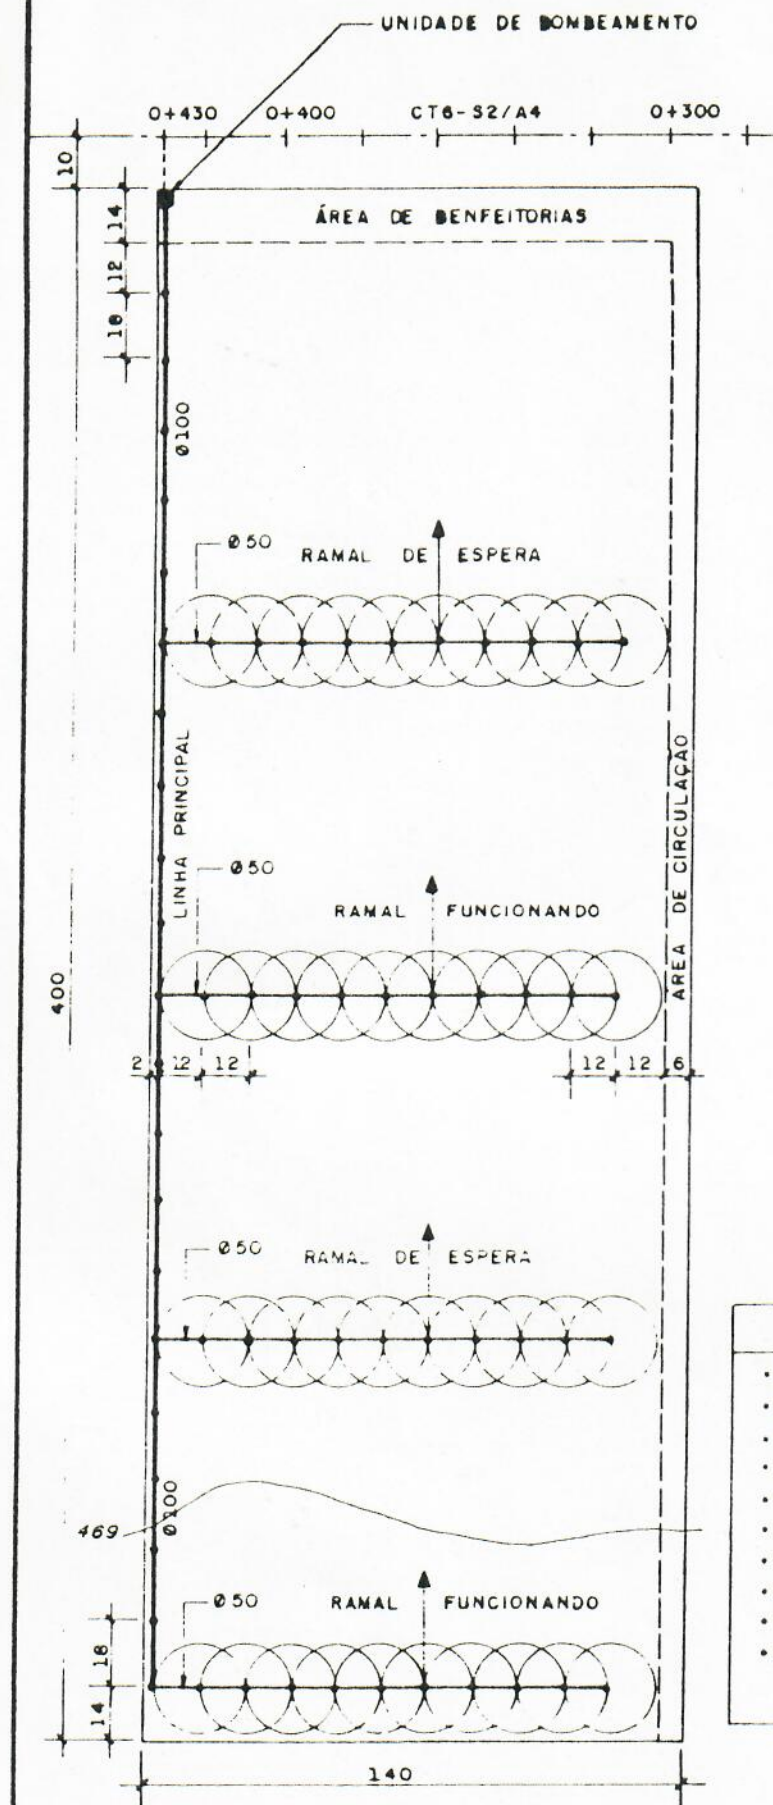 UNIDADE DE BOMBEAMENTO
0+430 0+400 CT6-S2/A4 0+300
10
14
ÁREA DE BENFEITORIAS
12
18
Ø100
Ø50 RAMAL DE ESPERA
LINHA PRINCIPAL
ÁREA DE CIRCULAÇÃO
Ø50
RAMAL FUNCIONANDO
400
2 12 12 12 12 6
Ø50 RAMAL DE ESPERA
469
Ø100
Ø50 RAMAL FUNCIONANDO
18
14
140